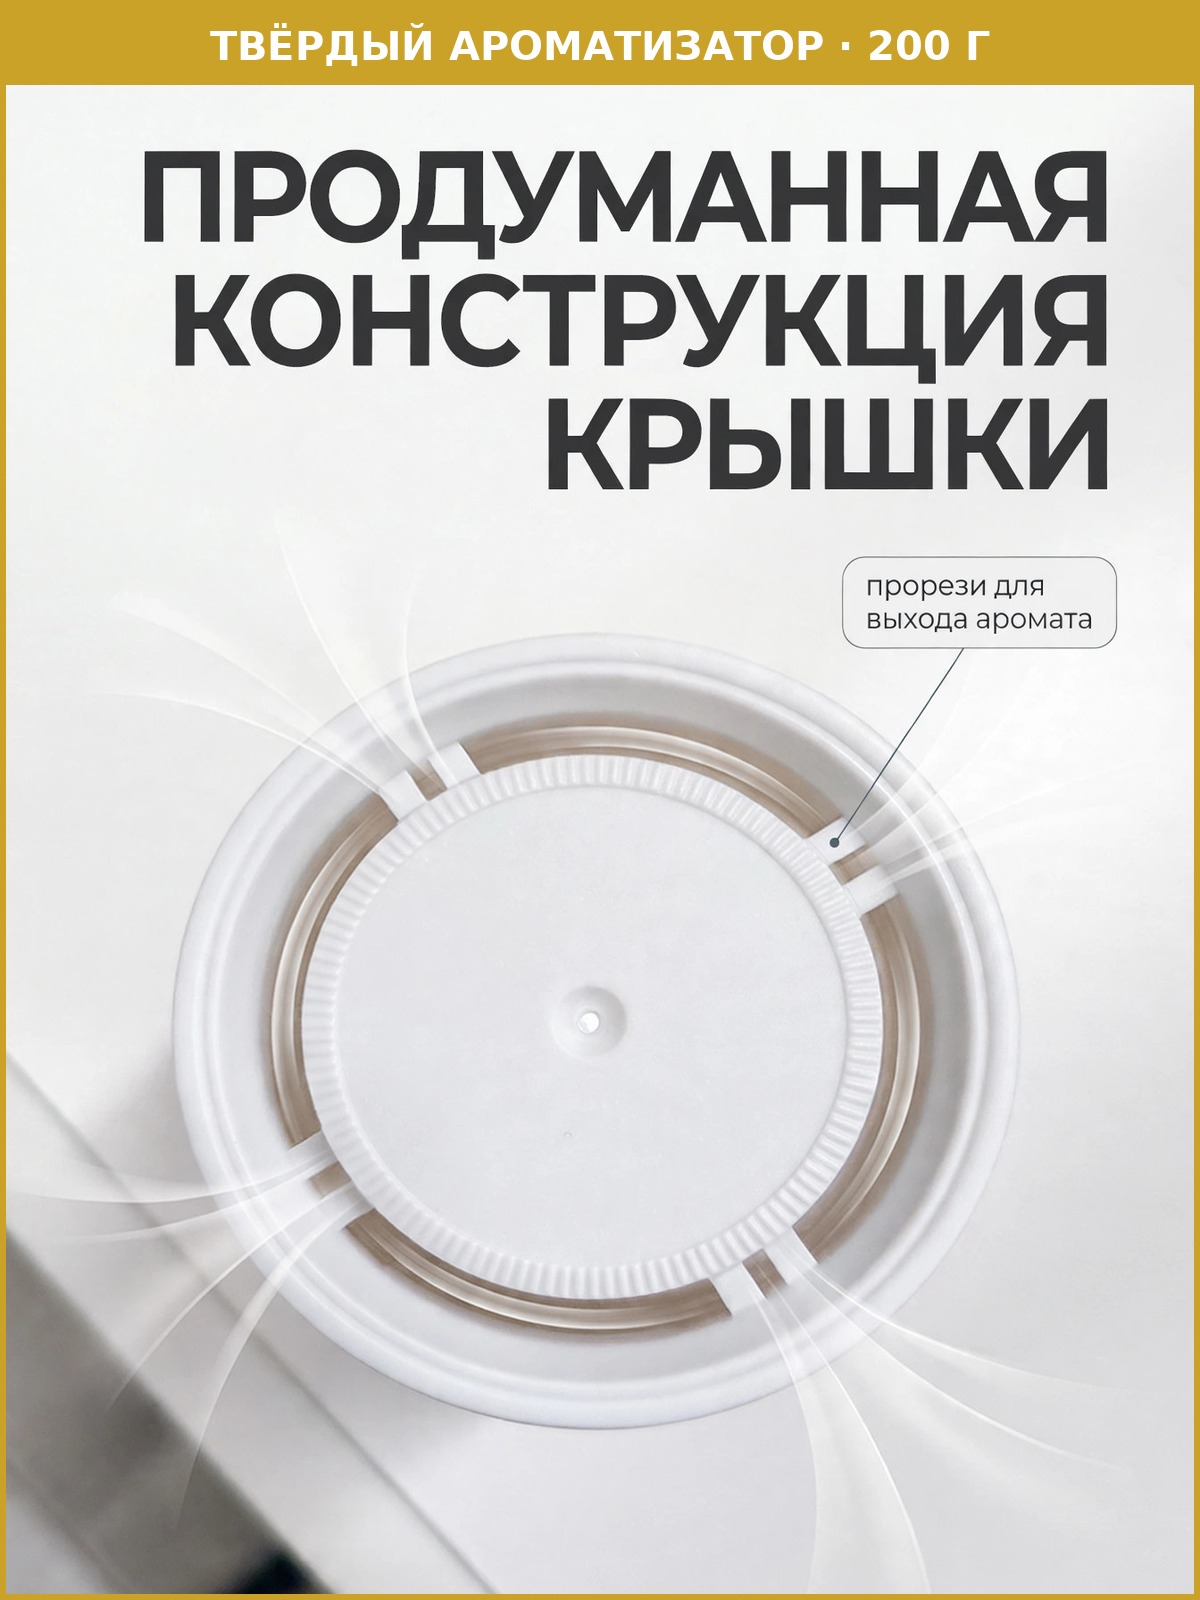 ТВЁРДЫЙ АРОМАТИЗАТОР · 200 Г
ПРОДУМАННАЯ
КОНСТРУКЦИЯ
КРЫШКИ
прорези для
выхода аромата